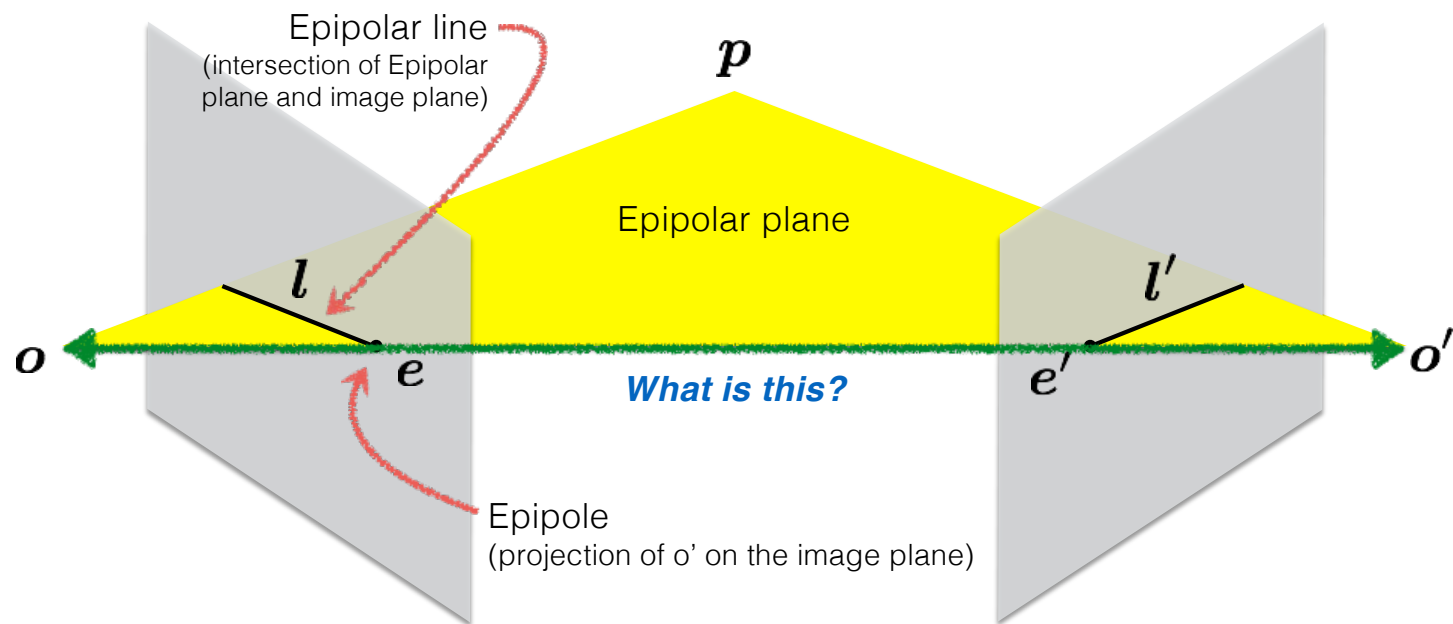 Epipolar line
(intersection of Epipolar
plane and image plane)
p
Epipolar plane
l
l′
o
e
What is this?
e′
o′
Epipole
(projection of o’ on the image plane)